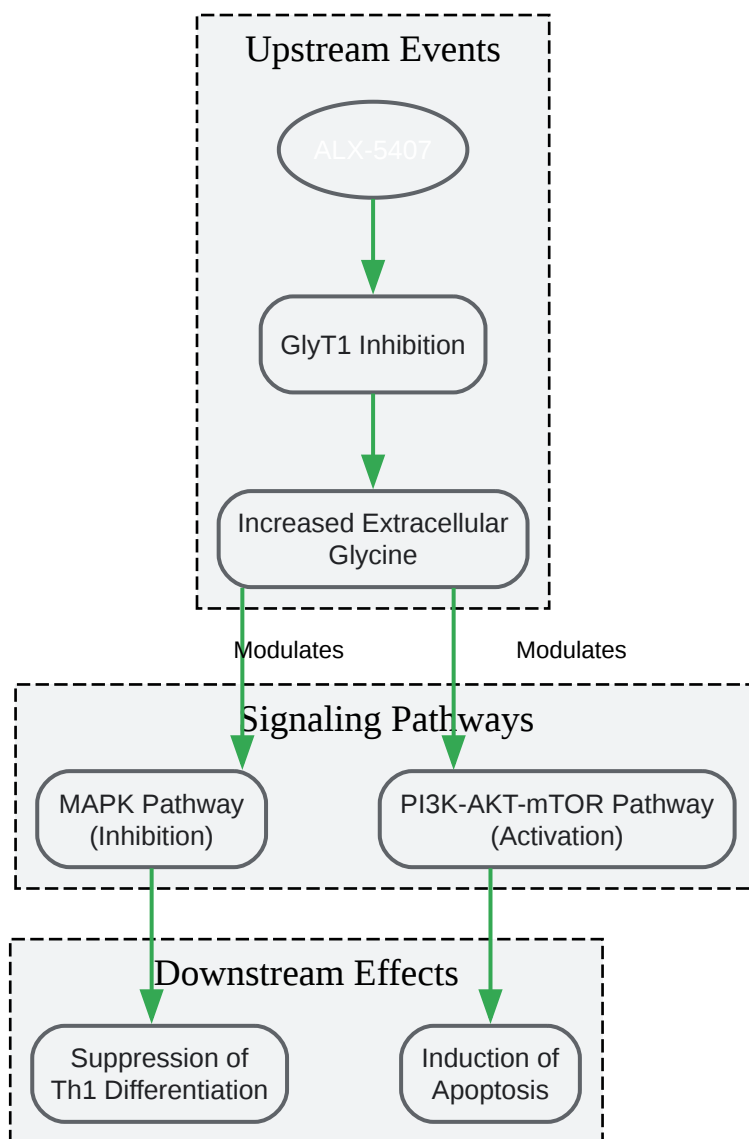 Upstream Events
ALX-5407
GlyT1 Inhibition
Increased Extracellular
Glycine
Modulates
Modulates
Signaling Pathways
MAPK Pathway
(Inhibition)
PI3K-AKT-mTOR Pathway
(Activation)
Downstream Effects
Suppression of
Th1 Differentiation
Induction of
Apoptosis